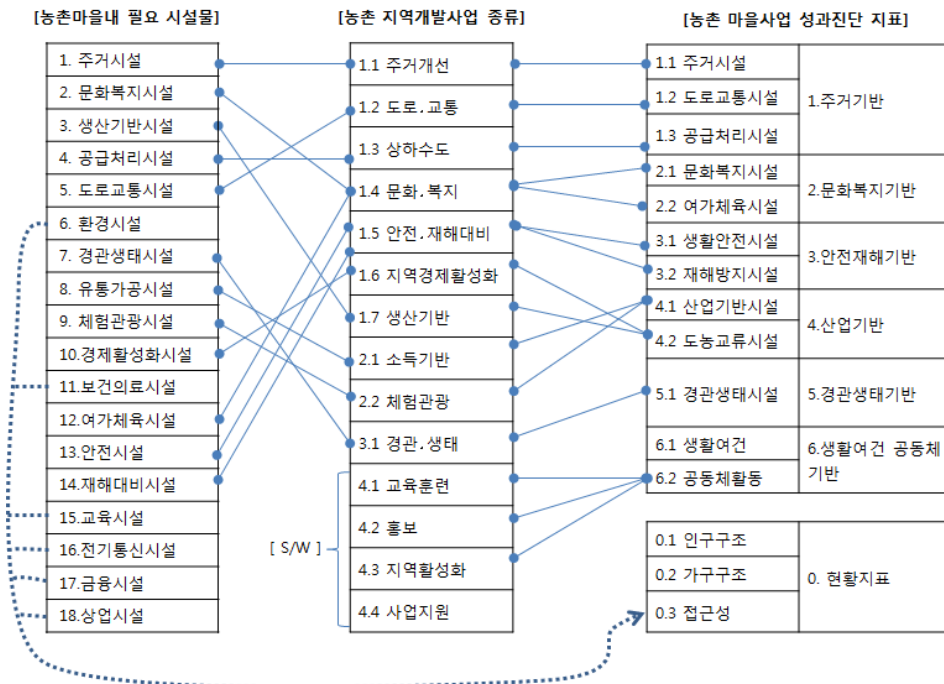 [농촌마을내 필요 시설물]
1. 주거시설
2. 문화복지시설
3. 생산기반시설
4. 공급처리시설
5. 도로교통시설
6. 환경시설
7. 경관생태시설
8. 유통가공시설
9. 체험관광시설
10.경제활성화시설
11.보건의료시설
12.여가체육시설
13.안전시설
14.재해대비시설
15.교육시설
16.전기통신시설
17.금융시설
18.상업시설
[농촌 지역개발사업 종류]
1.1 주거개선
1.2 도로.교통
1.3 상하수도
1.4 문화.복지
1.5 안전.재해대비
1.6 지역경제활성화
1.7 생산기반
2.1 소득기반
2.2 체험관광
3.1 경관.생태
4.1 교육훈련
4.2 홍보
4.3 지역활성화
4.4 사업지원
[ S/W ]
[농촌 마을사업 성과진단 지표]
1.1 주거시설
1.2 도로교통시설
1.3 공급처리시설
1.주거기반
2.1 문화복지시설
2.2 여가체육시설
2.문화복지기반
3.1 생활안전시설
3.2 재해방지시설
3.안전재해기반
4.1 산업기반시설
4.2 도농교류시설
4.산업기반
5.1 경관생태시설
5.경관생태기반
6.1 생활여건
6.2 공동체활동
6.생활여건 공동체
기반
0.1 인구구조
0.2 가구구조
0.3 접근성
0. 현황지표